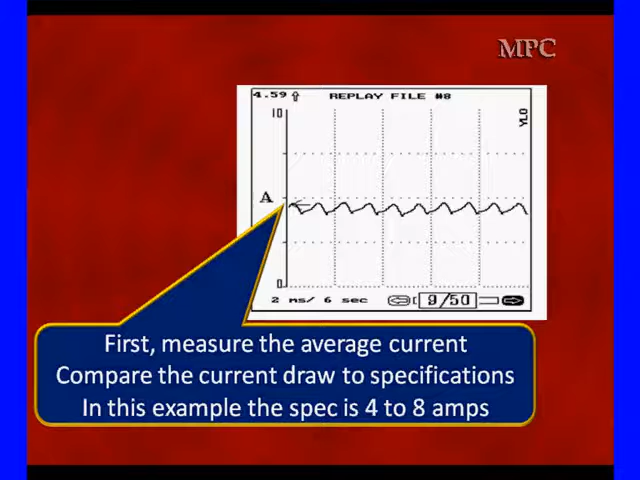 MPC
4.59 REPLAY FILE #8
10
YLO
A
0
2 ms/ 6 sec 9/50
First, measure the average current
Compare the current draw to specifications
In this example the spec is 4 to 8 amps